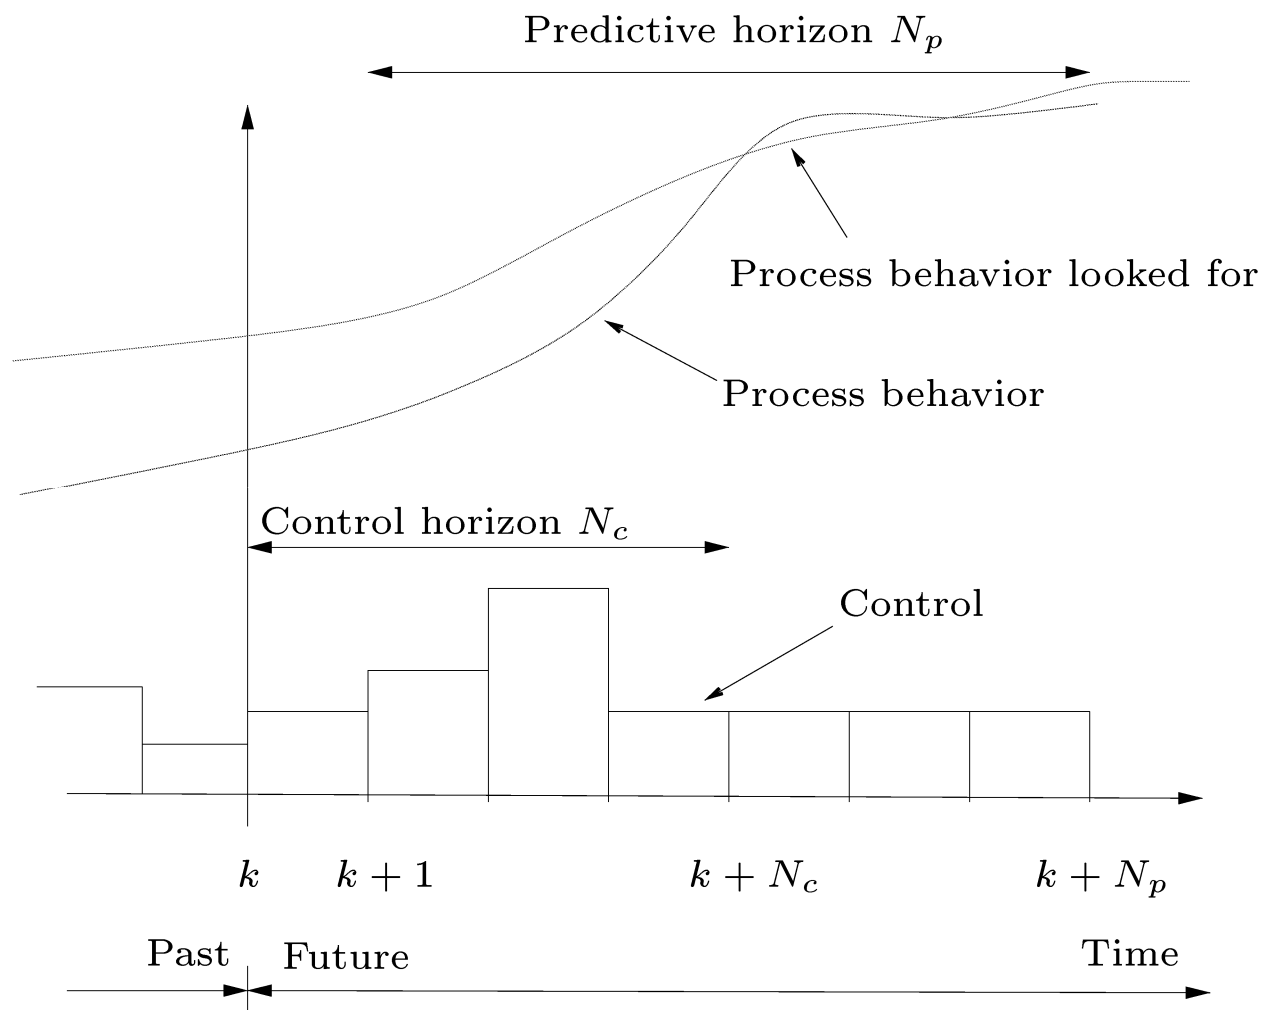 Predictive horizon N_p
Process behavior looked for
Process behavior
Control horizon N_c
Control
k
k + 1
k + N_c
k + N_p
Past
Future
Time